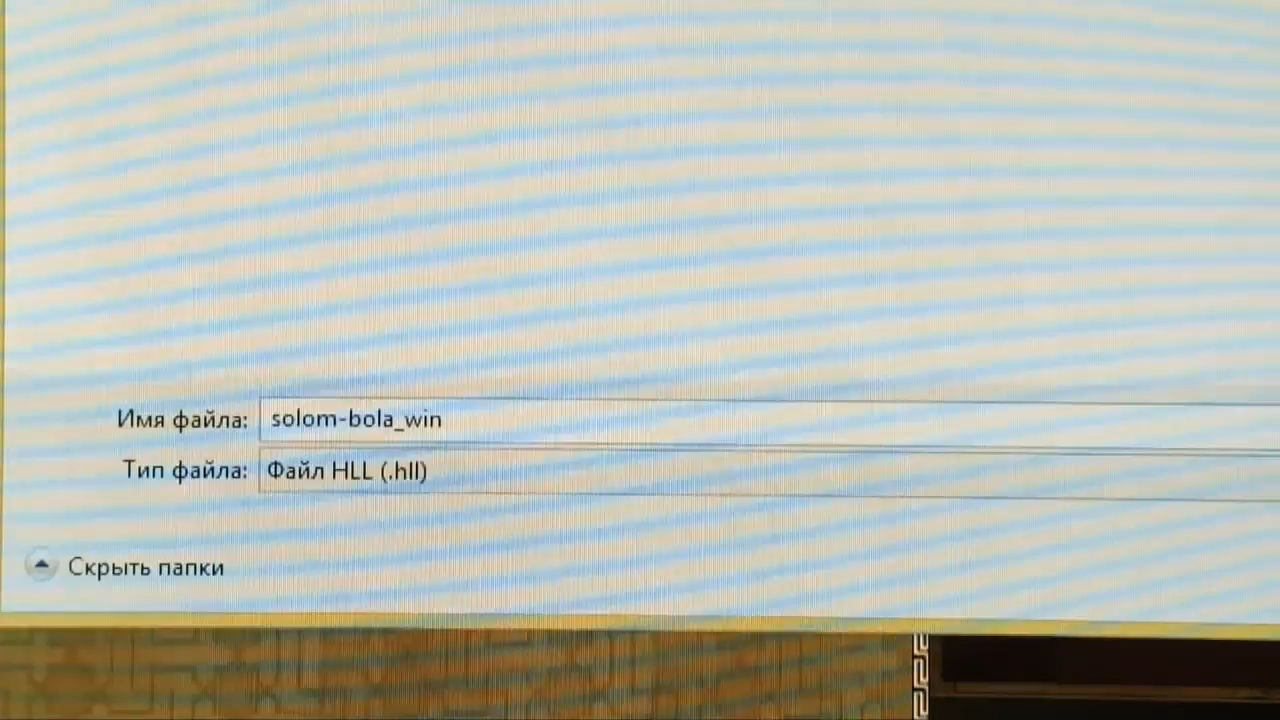 Имя файла: solom-bola_win
Тип файла: Файл HLL (.hll)
Скрыть папки